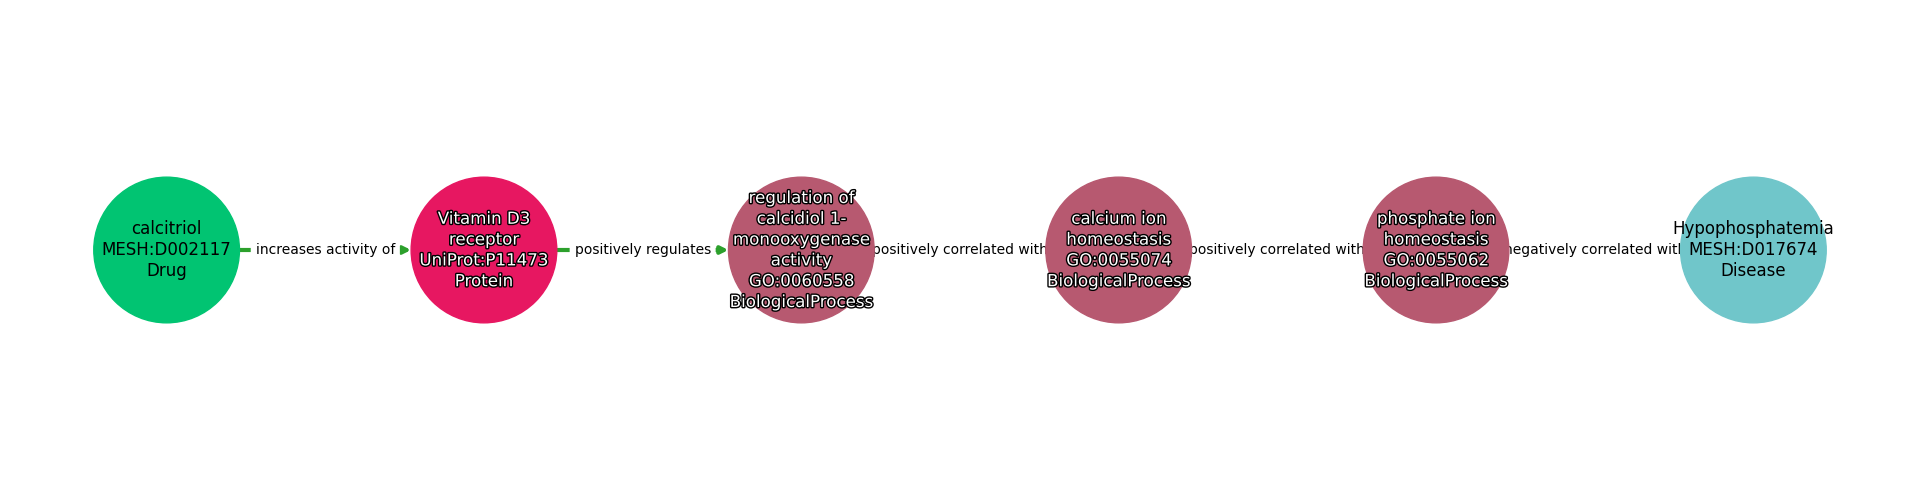 calcitriol
MESH:D002117
Drug
increases activity of
Vitamin D3
receptor
UniProt:P11473
Protein
positively regulates
regulation of
calcidiol 1-
monooxygenase
activity
GO:0060558
BiologicalProcess
positively correlated with
calcium ion
homeostasis
GO:0055074
BiologicalProcess
positively correlated with
phosphate ion
homeostasis
GO:0055062
BiologicalProcess
negatively correlated with
Hypophosphatemia
MESH:D017674
Disease